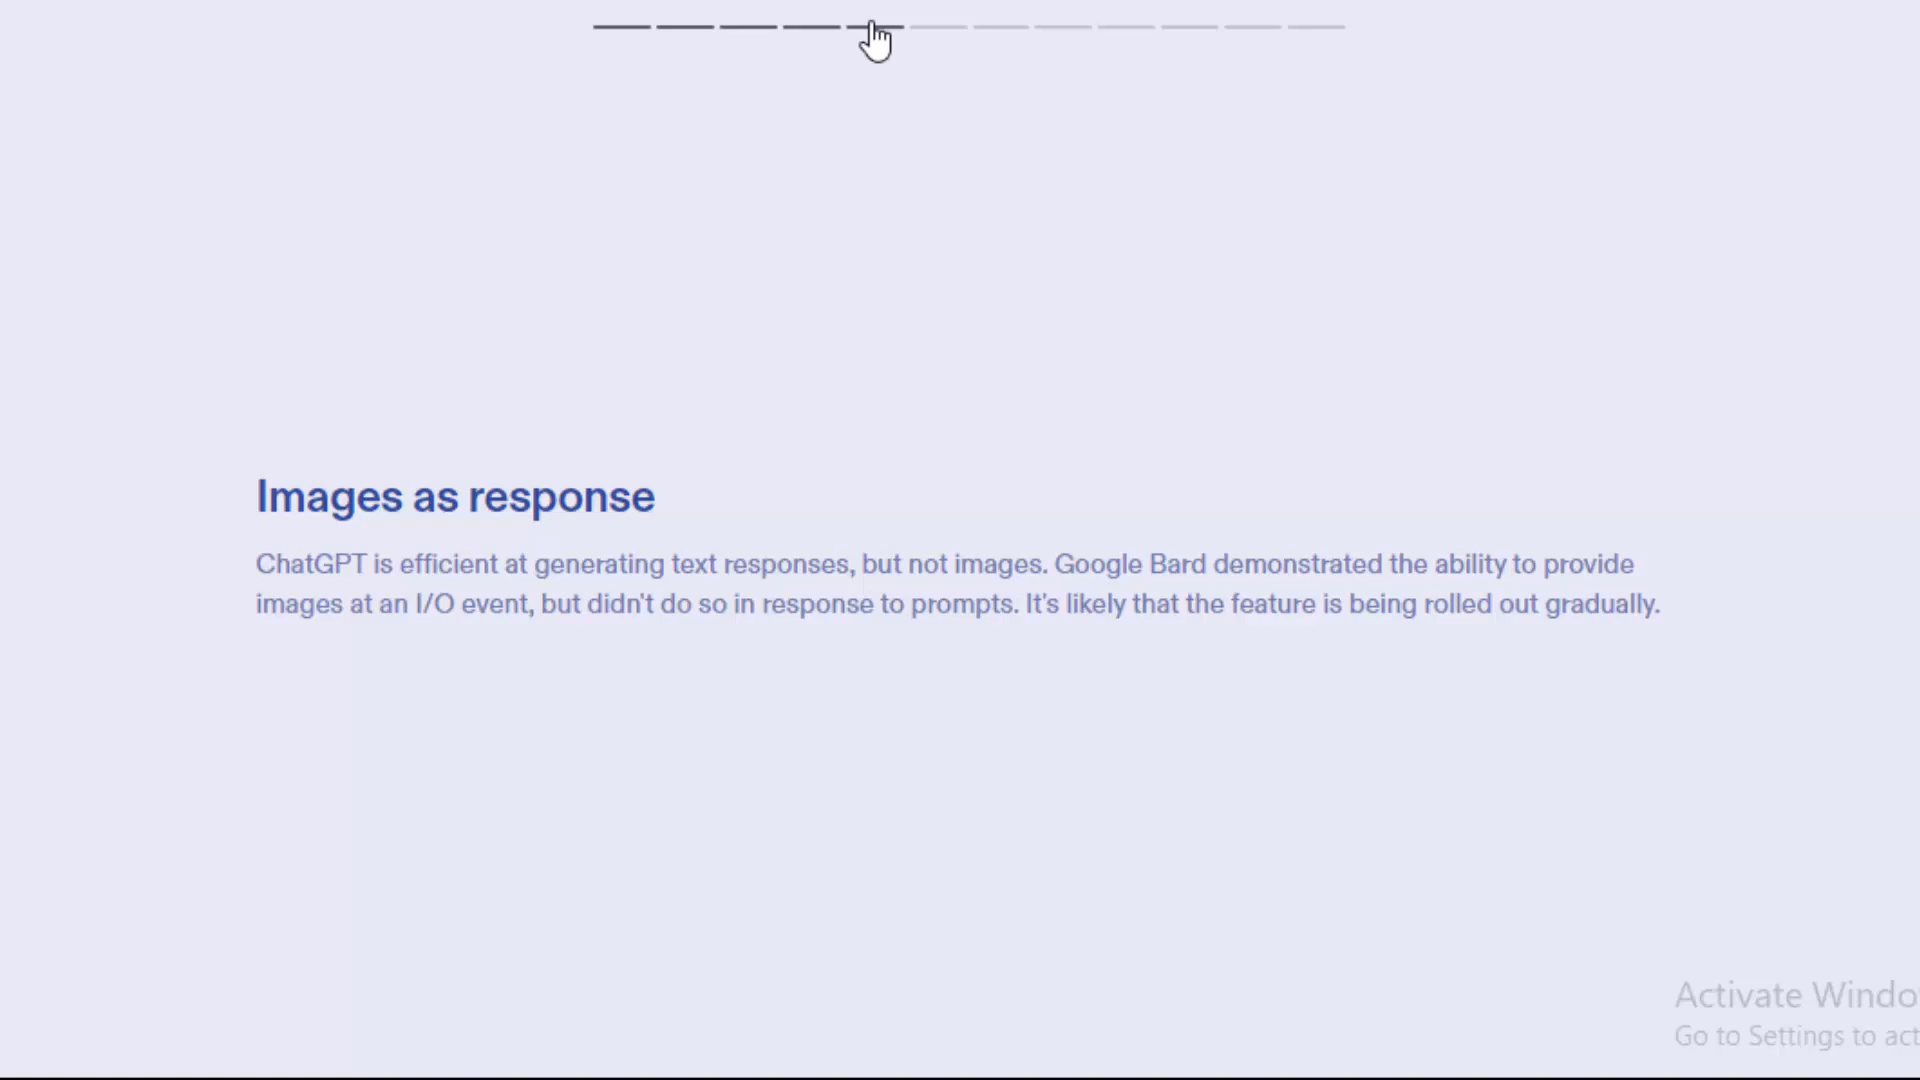 Images as response
ChatGPT is efficient at generating text responses, but not images. Google Bard demonstrated the ability to provide
images at an I/O event, but didn't do so in response to prompts. It's likely that the feature is being rolled out gradually.
Activate Windo
Go to Settings to act